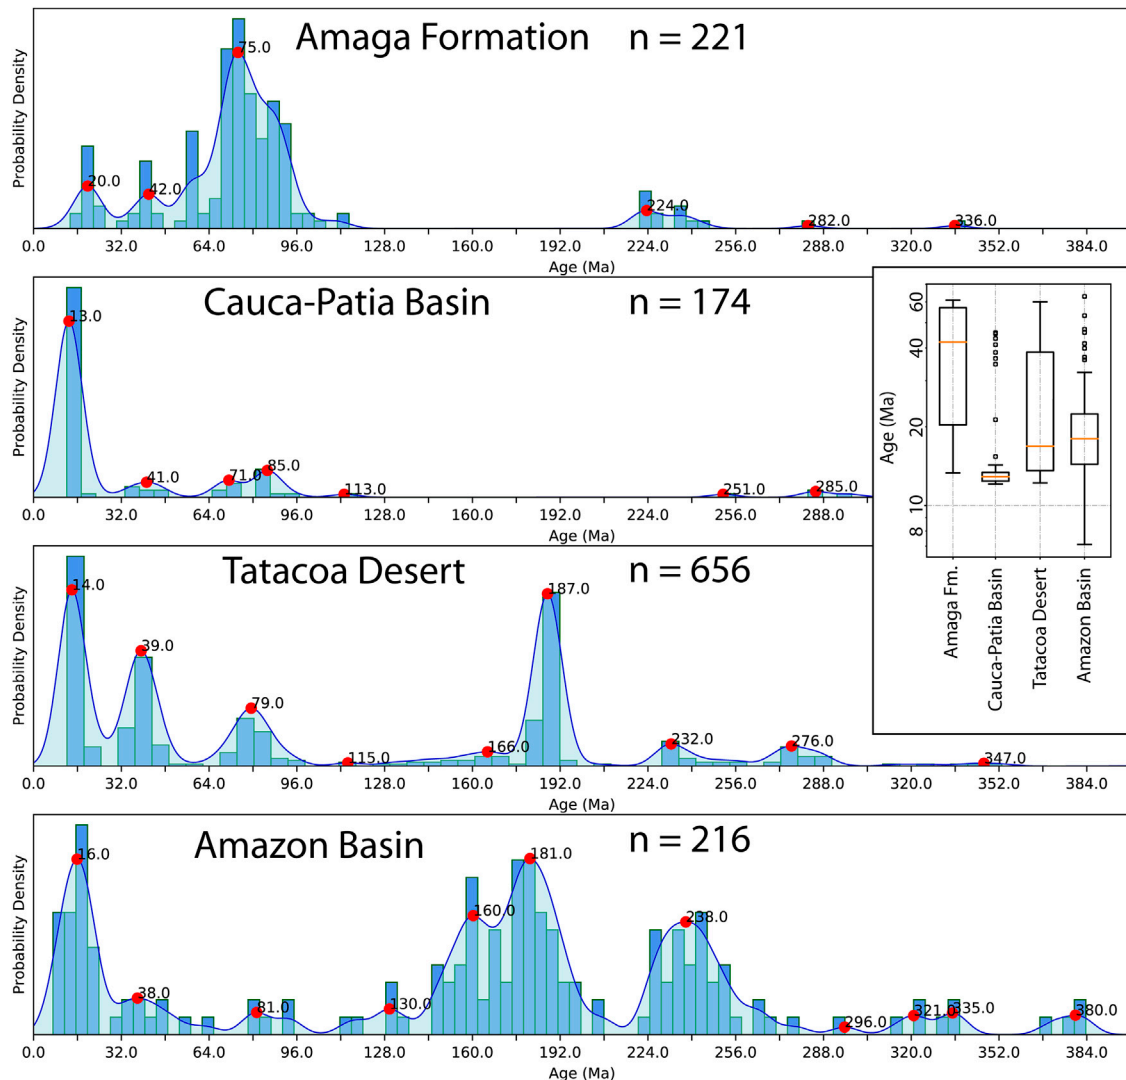 Amaga Formation n = 221
Probability Density
75.0
20.0
42.0
224.0
282.0
336.0
0.0 32.0 64.0 96.0 128.0 160.0 192.0 224.0 256.0 288.0 320.0 352.0 384.0
Age (Ma)
Cauca-Patia Basin n = 174
Probability Density
13.0
41.0
71.0
85.0
113.0
251.0
285.0
0.0 32.0 64.0 96.0 128.0 160.0 192.0 224.0 256.0 288.0
Age (Ma)
Age (Ma)
60
40
20
10
8
Amaga Fm.
Cauca-Patia Basin
Tatacoa Desert
Amazon Basin
Tatacoa Desert n = 656
Probability Density
14.0
39.0
79.0
115.0
166.0
187.0
232.0
276.0
347.0
0.0 32.0 64.0 96.0 128.0 160.0 192.0 224.0 256.0 288.0 320.0 352.0 384.0
Age (Ma)
Amazon Basin n = 216
Probability Density
16.0
38.0
81.0
130.0
160.0
181.0
238.0
296.0
321.0
335.0
380.0
0.0 32.0 64.0 96.0 128.0 160.0 192.0 224.0 256.0 288.0 320.0 352.0 384.0
Age (Ma)